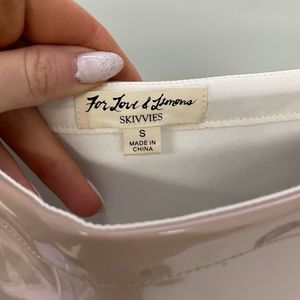 For Love & Lemons
SKIVVIES
S
MADE IN
CHINA